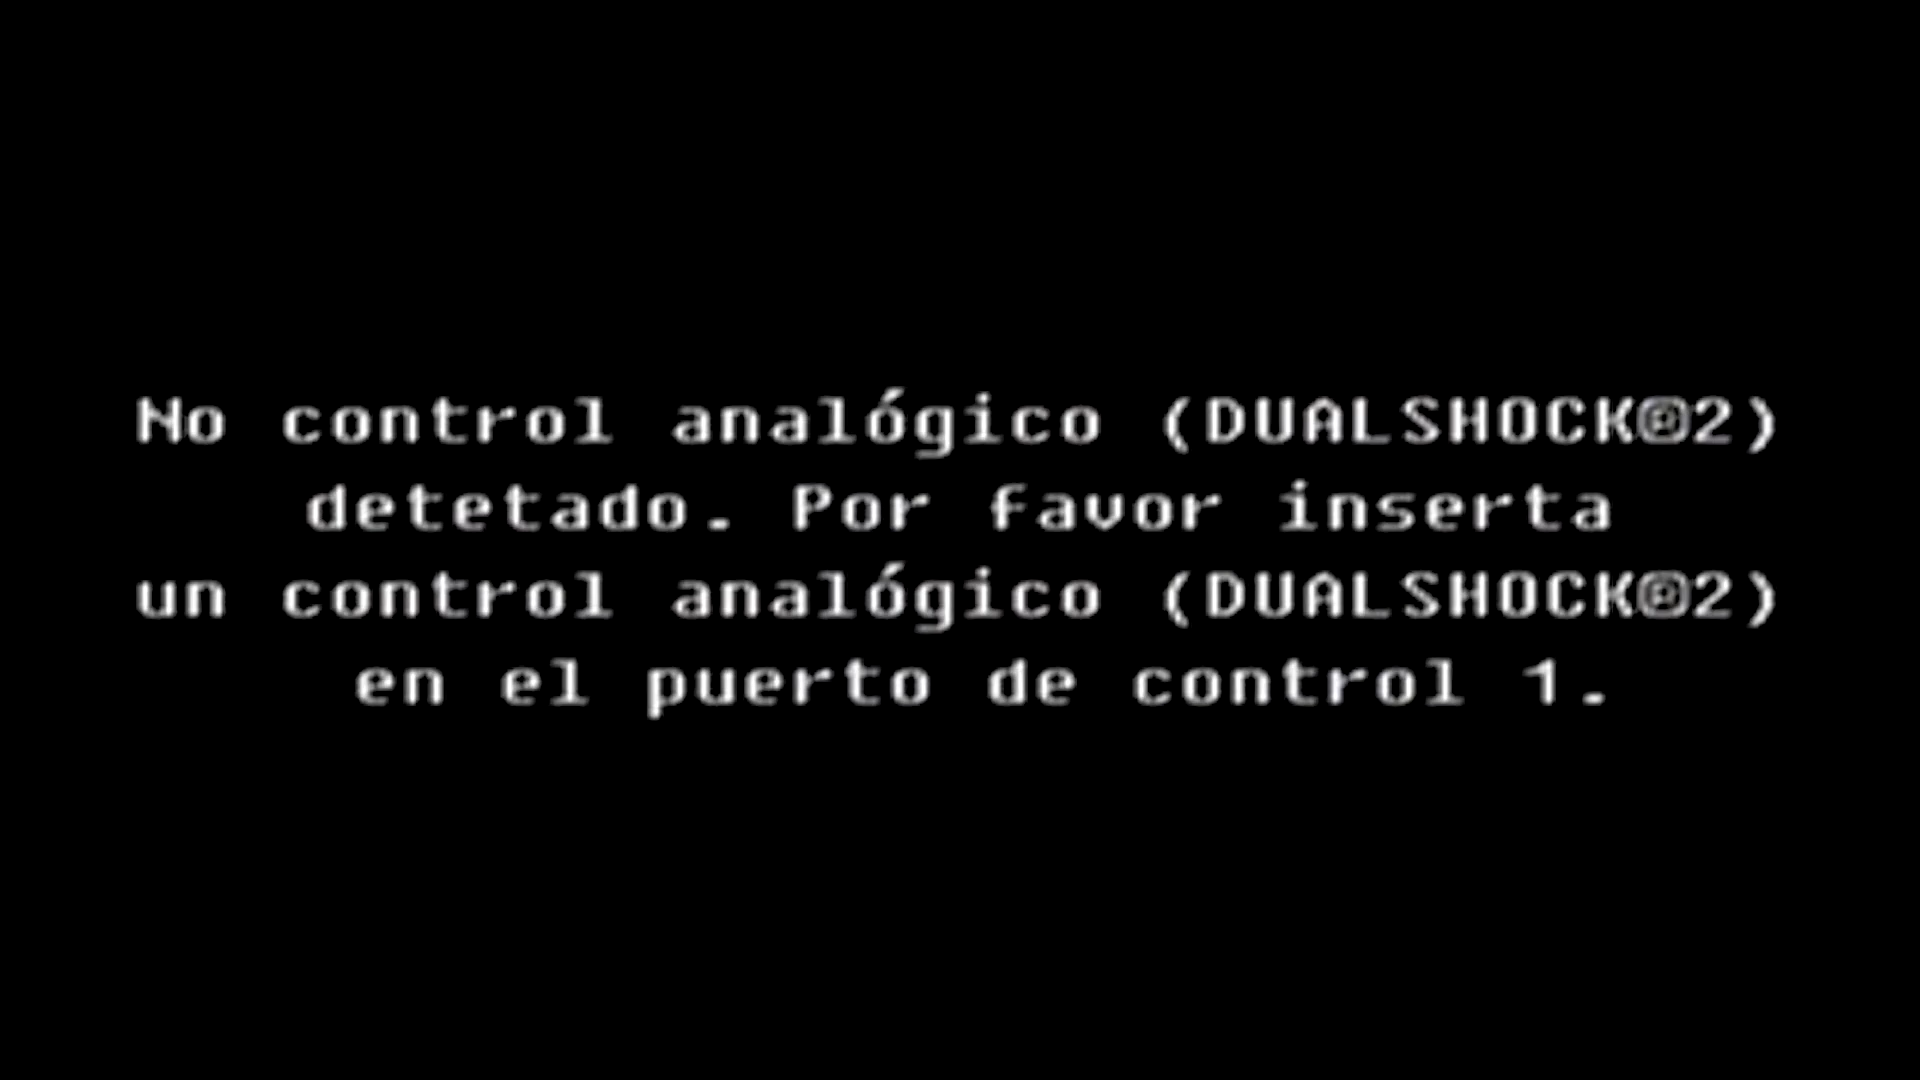 No control analógico (DUALSHOCK®2)
detetado. Por favor inserta
un control analógico (DUALSHOCK®2)
en el puerto de control 1.